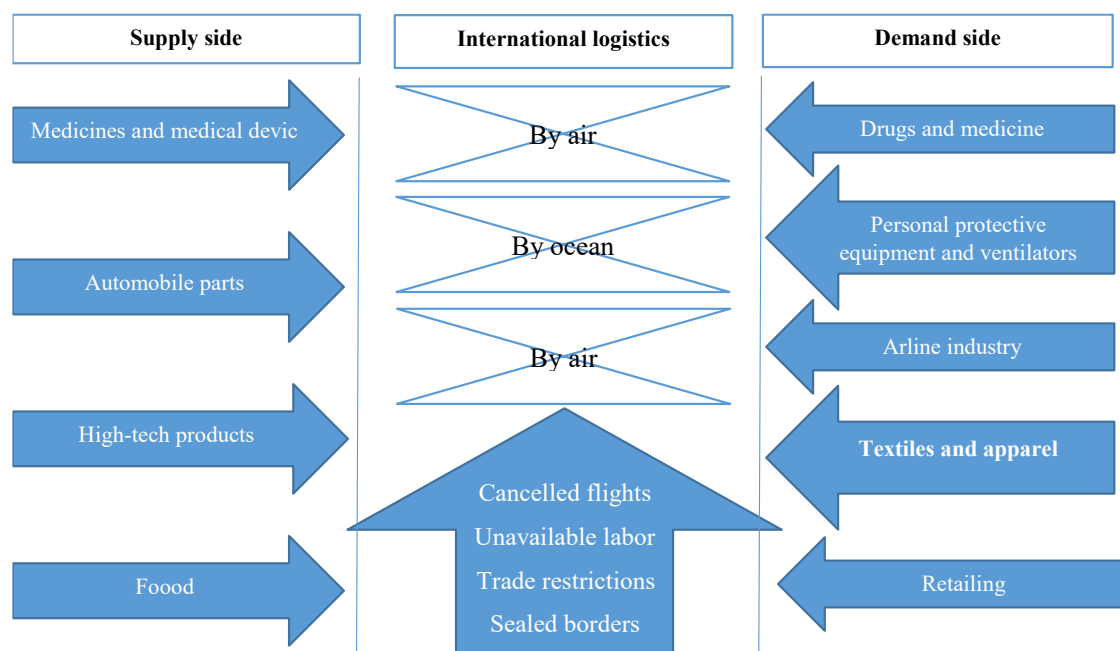 Supply side
International logistics
Demand side
Medicines and medical devic
Automobile parts
High-tech products
Foood
By air
By ocean
By air
Cancelled flights
Unavailable labor
Trade restrictions
Sealed borders
Drugs and medicine
Personal protective
equipment and ventilators
Arline industry
Textiles and apparel
Retailing